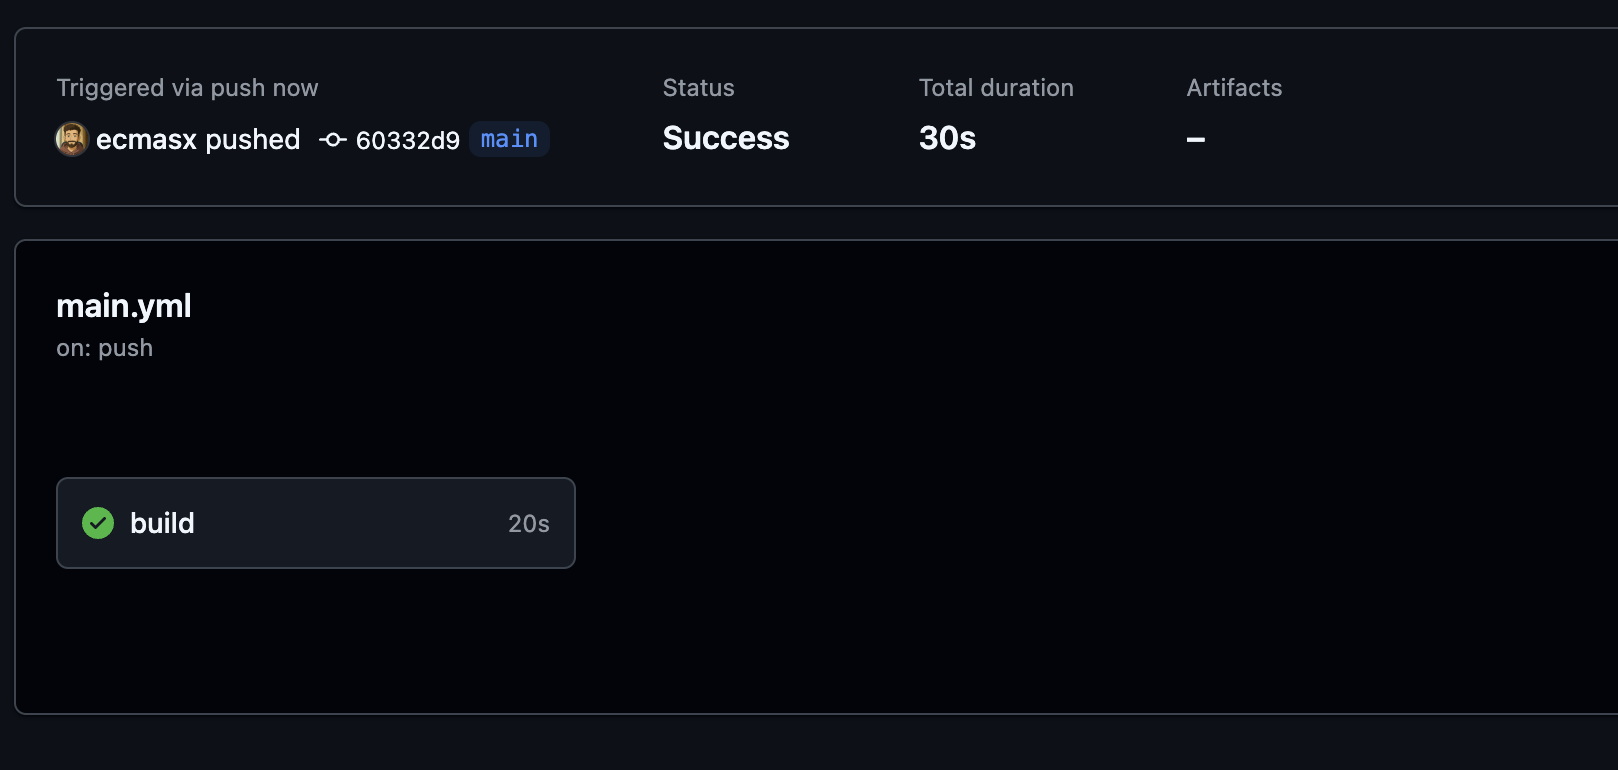 Triggered via push now
ecmasx pushed 60332d9 main
Status
Success
Total duration
30s
Artifacts
–
main.yml
on: push
build 20s